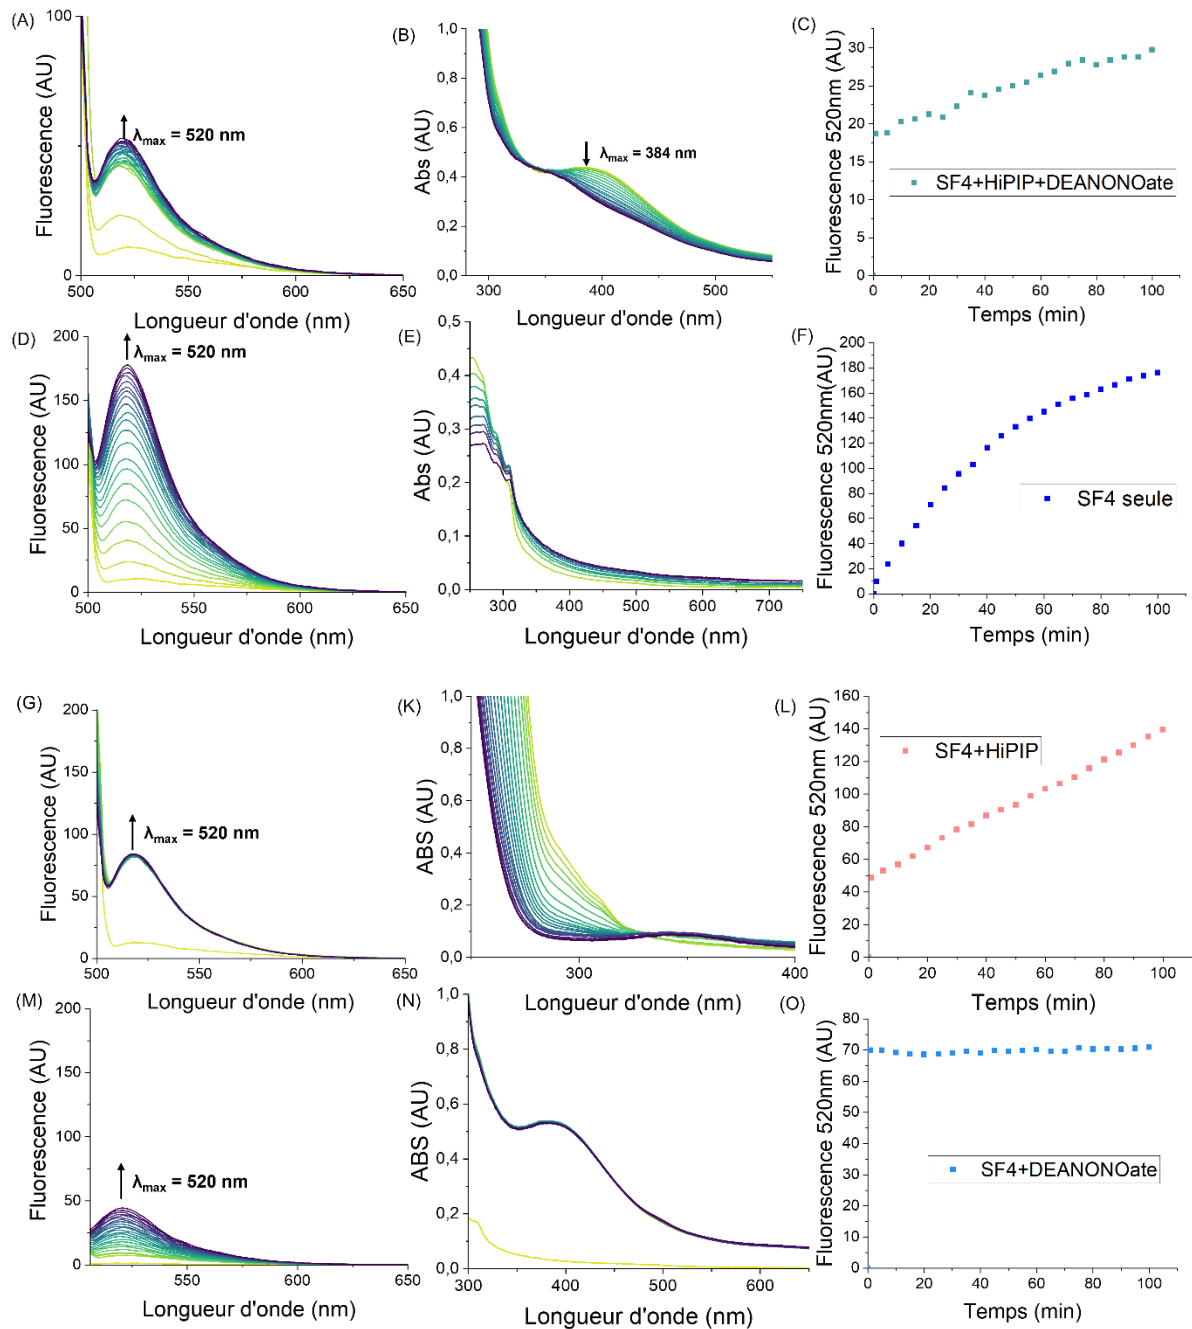 (A)
100
50
0
Fluorescence (AU)
λmax = 520 nm
500 550 600 650
Longueur d'onde (nm)
(B)
1,0
0,8
0,6
0,4
0,2
0,0
Abs (AU)
λmax = 384 nm
300 400 500
Longueur d'onde (nm)
(C)
30
25
20
15
10
5
0
Fluorescence 520nm (AU)
SF4+HiPIP+DEANONOate
0 20 40 60 80 100
Temps (min)
(D)
200
150
100
50
0
Fluorescence (AU)
λmax = 520 nm
500 550 600 650
Longueur d'onde (nm)
(E)
0,5
0,4
0,3
0,2
0,1
0,0
Abs (AU)
300 400 500 600 700
Longueur d'onde (nm)
(F)
200
180
160
140
120
100
80
60
40
20
0
Fluorescence 520nm(AU)
SF4 seule
0 20 40 60 80 100
Temps (min)
(G)
200
150
100
50
0
Fluorescence (AU)
λmax = 520 nm
500 550 600 650
Longueur d'onde (nm)
(K)
1,0
0,8
0,6
0,4
0,2
0,0
ABS (AU)
300 400
Longueur d'onde (nm)
(L)
160
140
120
100
80
60
40
20
0
Fluorescence 520nm (AU)
SF4+HiPIP
0 20 40 60 80 100
Temps (min)
(M)
200
150
100
50
0
Fluorescence (AU)
λmax = 520 nm
550 600 650
Longueur d'onde (nm)
(N)
1,0
0,8
0,6
0,4
0,2
0,0
ABS (AU)
300 400 500 600
Longueur d'onde (nm)
(O)
80
70
60
50
40
30
20
10
0
Fluorescence 520nm (AU)
SF4+DEANONOate
0 20 40 60 80 100
Temps (min)